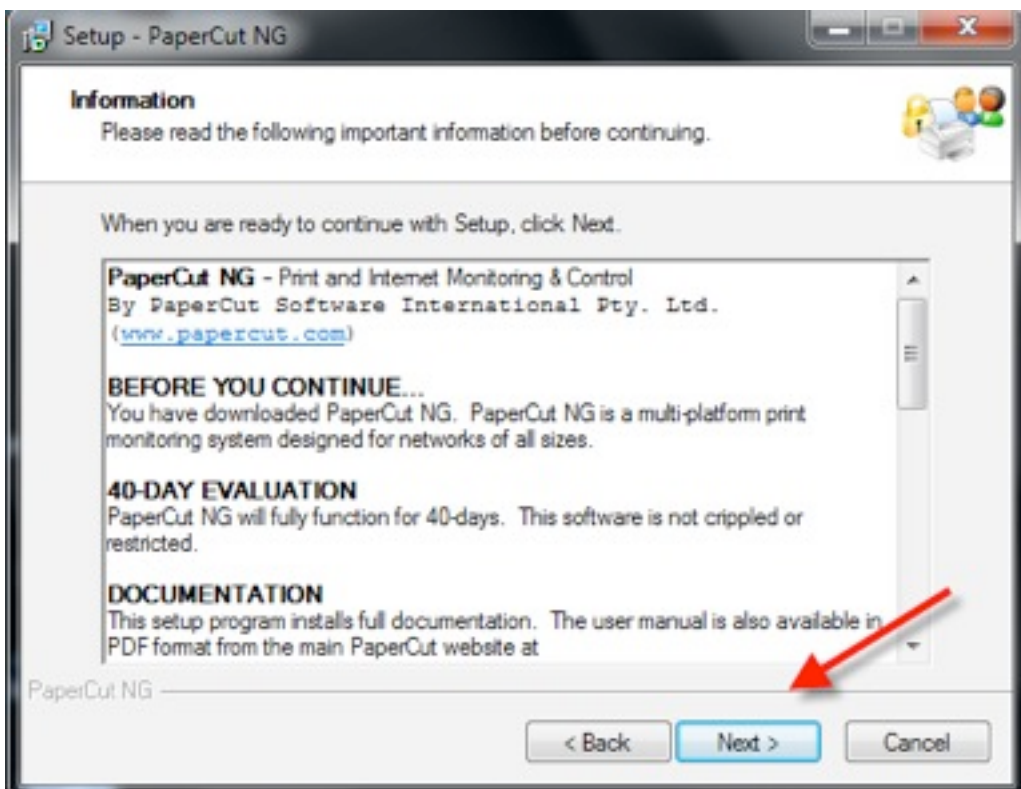 Setup - PaperCut NG
Information
Please read the following important information before continuing.
When you are ready to continue with Setup, click Next.
PaperCut NG - Print and Internet Monitoring & Control
By PaperCut Software International Pty. Ltd.
(www.papercut.com)
BEFORE YOU CONTINUE...
You have downloaded PaperCut NG.  PaperCut NG is a multi-platform print
monitoring system designed for networks of all sizes.
40-DAY EVALUATION
PaperCut NG will fully function for 40-days.  This software is not crippled or
restricted.
DOCUMENTATION
This setup program installs full documentation.  The user manual is also available in
PDF format from the main PaperCut website at
PaperCut NG
< Back Next > Cancel